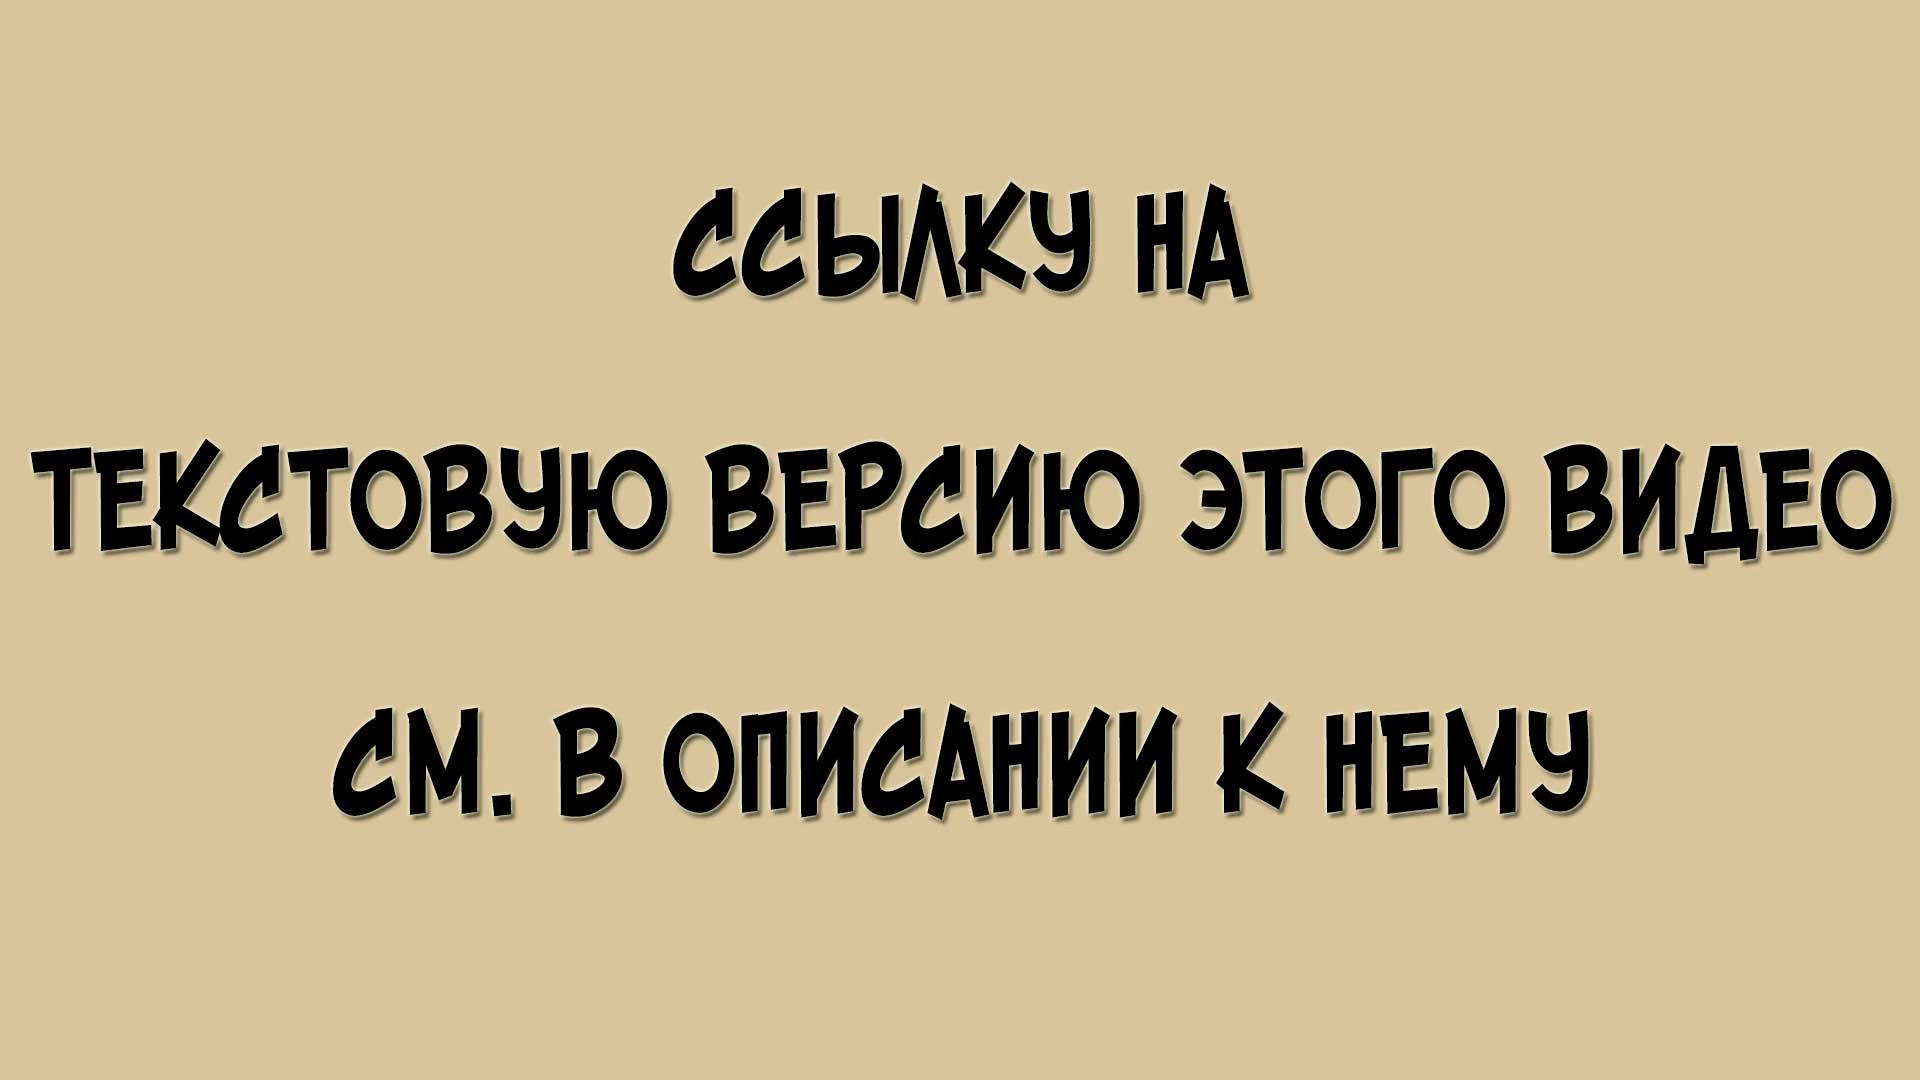 ССЫЛКУ НА
ТЕКСТОВУЮ ВЕРСИЮ ЭТОГО ВИДЕО
СМ. В ОПИСАНИИ К НЕМУ